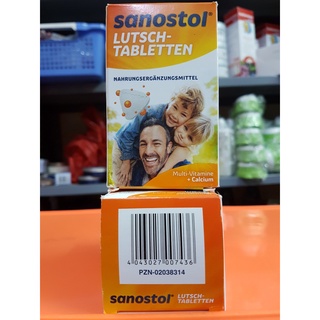 sanostol®
LUTSCH-
TABLETTEN
NAHRUNGSERGÄNZUNGSMITTEL
Multi-Vitamine
+ Calcium
4 043027 007436
PZN-02038314
sanostol® LUTSCH-
TABLETTEN